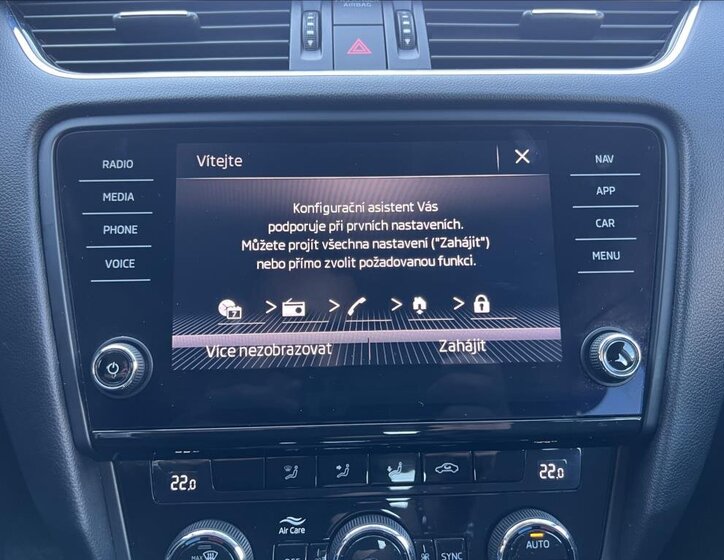 AIRBAG
RADIO
MEDIA
PHONE
VOICE
Vítejte
Konfigurační asistent Vás
podporuje při prvních nastaveních.
Můžete projít všechna nastavení ("Zahájit")
nebo přímo zvolit požadovanou funkci.
7
Více nezobrazovat
Zahájit
NAV
APP
CAR
MENU
22.0
22.0
Air Care
MAX
SYNC
AUTO